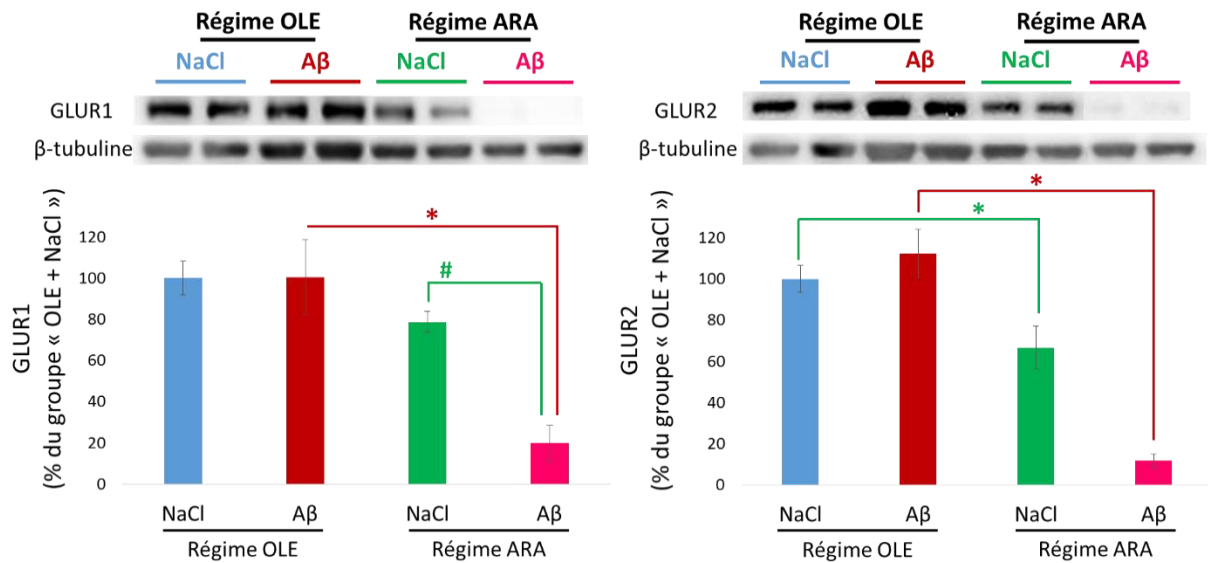 Régime OLE Régime ARA
NaCl Aβ NaCl Aβ
GLUR1
β-tubuline
*
#
120
100
80
60
40
20
0
GLUR1
(% du groupe « OLE + NaCl »)
NaCl Aβ NaCl Aβ
Régime OLE Régime ARA
Régime OLE Régime ARA
NaCl Aβ NaCl Aβ
GLUR2
β-tubuline
*
*
120
100
80
60
40
20
0
GLUR2
(% du groupe « OLE + NaCl »)
NaCl Aβ NaCl Aβ
Régime OLE Régime ARA